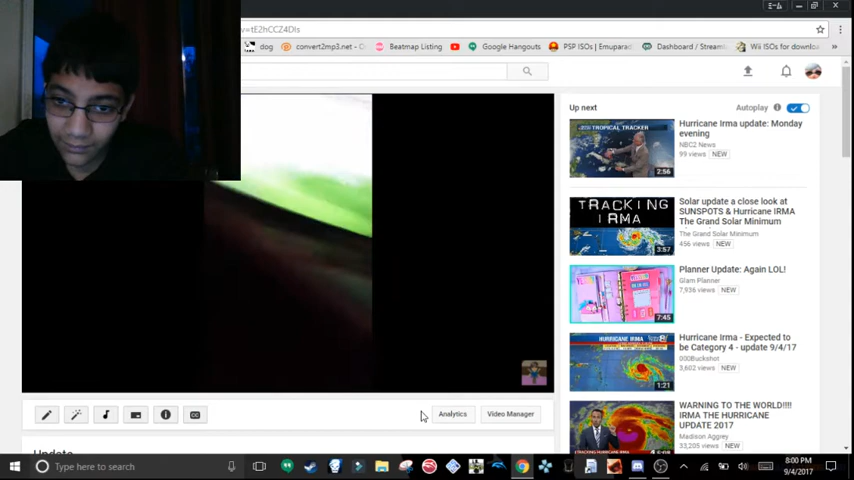 v=tE2hCCZ4DIs
dog
convert2mp3.net -
Beatmap Listing
Google Hangouts
PSP ISOs : Emuparad
Dashboard / Stream
Wii ISOs for downloa
»
Up next
Autoplay
TROPICAL TRACKER
2:56
Hurricane Irma update: Monday
evening
NBC2 News
99 views NEW
TRACKING
IRMA
3:57
Solar update a close look at
SUNSPOTS & Hurricane IRMA
The Grand Solar Minimum
The Grand Solar Minimum
456 views NEW
7:45
Planner Update: Again LOL!
Glam Planner
7,936 views NEW
HURRICANE IRMA
1:21
Hurricane Irma - Expected to
be Category 4 - update 9/4/17
000Buckshot
3,602 views NEW
WARNING TO THE WORLD!!!!
IRMA THE HURRICANE
UPDATE 2017
Madison Aggrey
33,205 views NEW
Analytics
Video Manager
Update
Type here to search
8:00 PM
9/4/2017